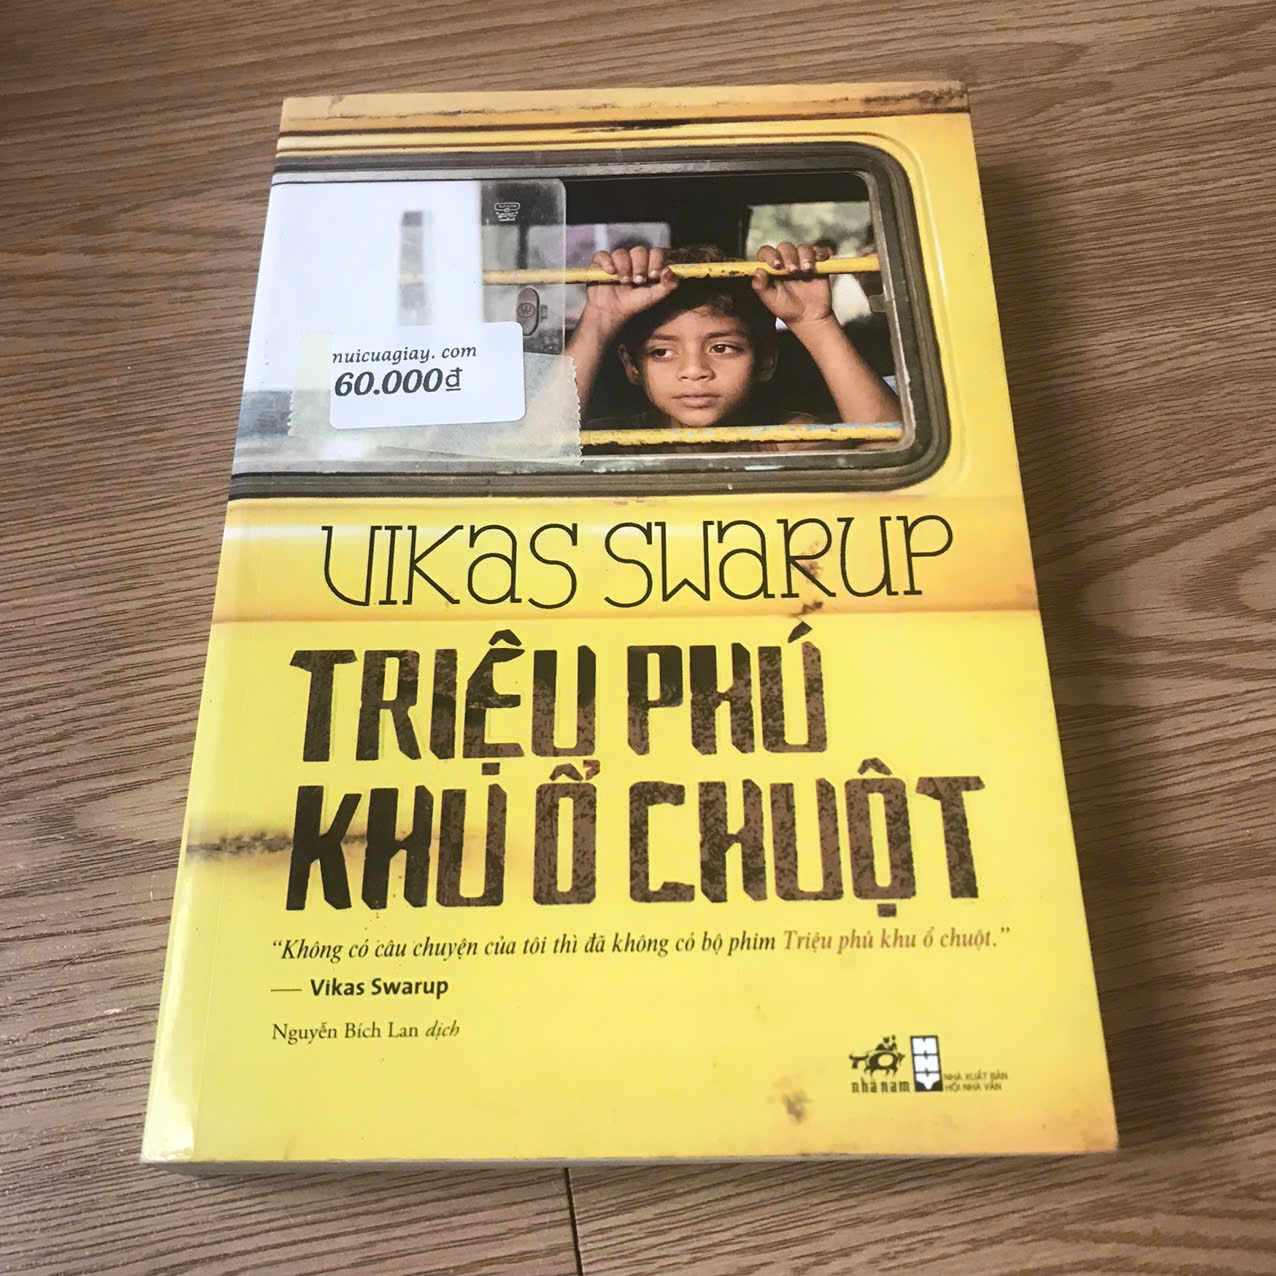 nuicuagiay. com
60.000₫
VIKAS SWARUP
TRIỆU PHÚ
KHU Ổ CHUỘT
“Không có câu chuyện của tôi thì đã không có bộ phim Triệu phú khu ổ chuột.”
— Vikas Swarup
Nguyễn Bích Lan dịch
nhã nam
HNV
NHÀ XUẤT BẢN
HỘI NHÀ VĂN